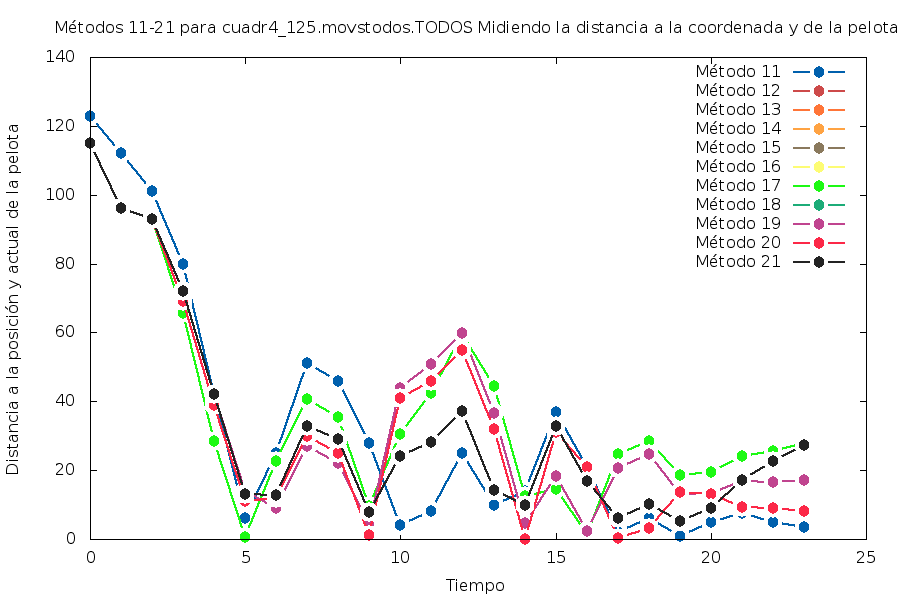 Métodos 11-21 para cuadr4_125.movstodos.TODOS Midiendo la distancia a la coordenada y de la pelota
Distancia a la posición y actual de la pelota
140
120
100
80
60
40
20
0
Método 11
Método 12
Método 13
Método 14
Método 15
Método 16
Método 17
Método 18
Método 19
Método 20
Método 21
0 5 10 15 20 25
Tiempo